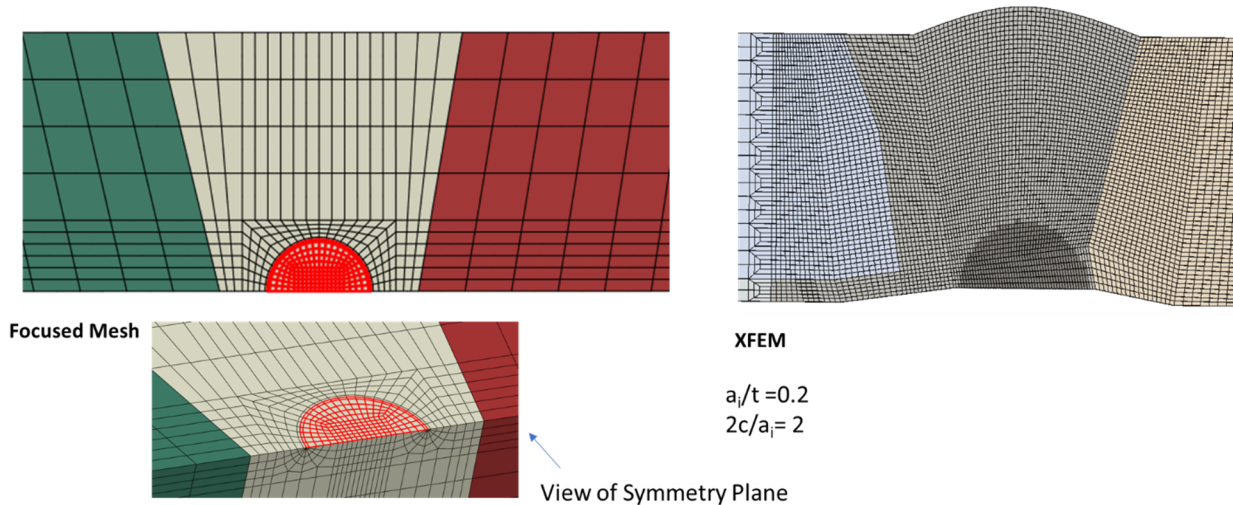 Focused Mesh
XFEM
aᵢ/t =0.2
2c/aᵢ= 2
View of Symmetry Plane